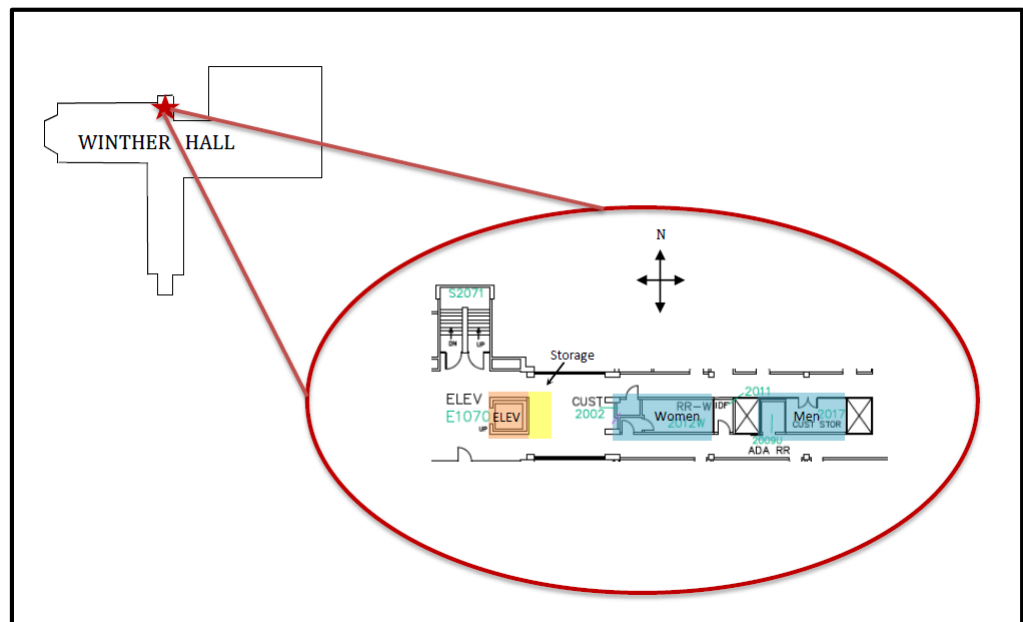 WINTHER HALL
N
S2071
DN
UP
Storage
ELEV
E1070
UP
ELEV
CUST
2002
RR-W
2012W
Women
IDF
2011
Men
2017
CUST STOR
2009U
ADA RR